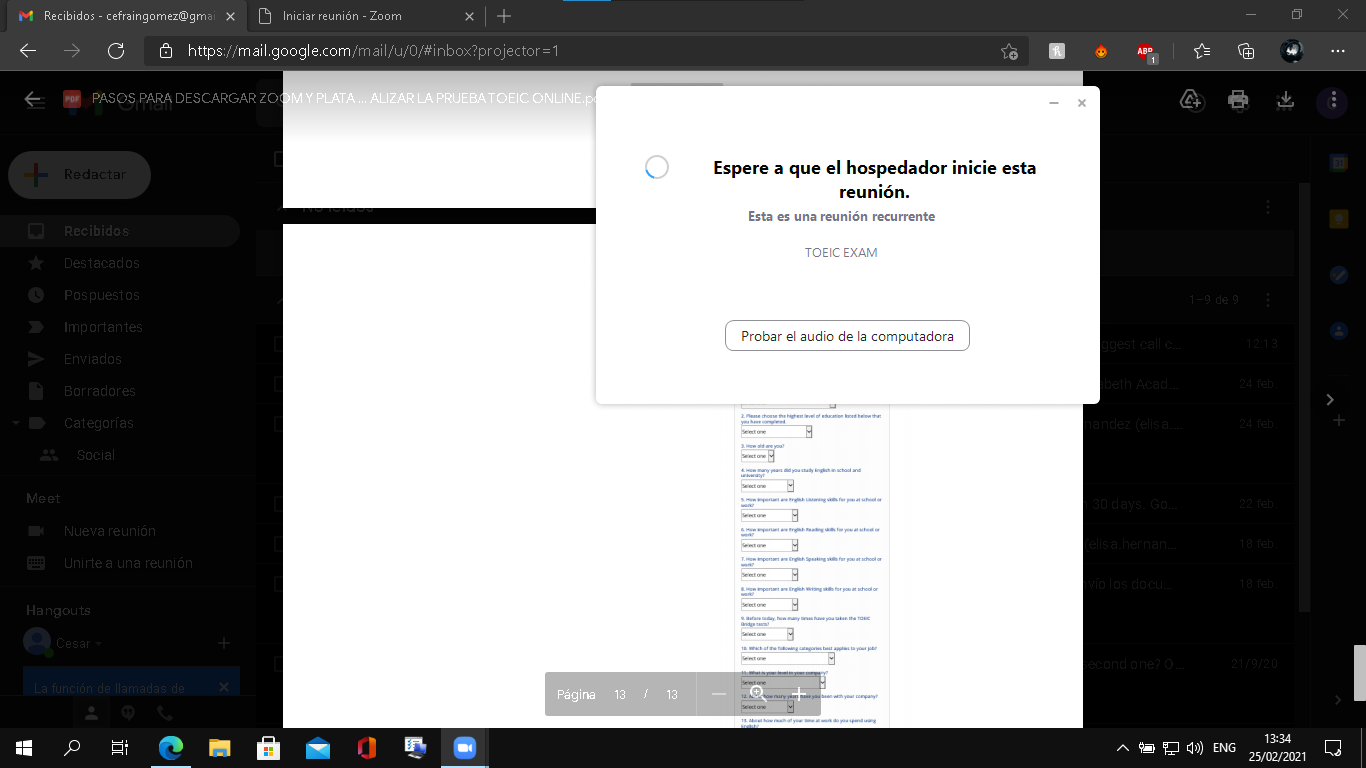 Recibidos - cefraingomez@gmai
Iniciar reunión - Zoom
https://mail.google.com/mail/u/0/#inbox?projector=1
ABP
1
PDF
PASOS PARA DESCARGAR ZOOM Y PLATA ... ALIZAR LA PRUEBA TOEIC ONLINE.pd
Gmail
Redactar
No leídos
Recibidos
Destacados
Pospuestos
Importantes
Enviados
Borradores
Categorías
Social
Meet
Nueva reunión
Unirte a una reunión
Hangouts
Cesar
La función de llamadas de
Espere a que el hospedador inicie esta
reunión.
Esta es una reunión recurrente
TOEIC EXAM
Probar el audio de la computadora
1–9 de 9
ggest call c... 12:13
abeth Acad... 24 feb.
nandez (elisa. 24 feb.
n 30 days. Go... 22 feb.
(elisa.hernan... 18 feb.
nvío los docu... 18 feb.
second one? O... 21/9/20
2. Please choose the highest level of education listed below that
you have completed.
Select one
3. How old are you?
Select one
4. How many years did you study English in school and
university?
Select one
5. How important are English Listening skills for you at school or
work?
Select one
6. How important are English Reading skills for you at school or
work?
Select one
7. How important are English Speaking skills for you at school or
work?
Select one
8. How important are English Writing skills for you at school or
work?
Select one
9. Before today, how many times have you taken the TOEIC
Bridge tests?
Select one
10. Which of the following categories best applies to your job?
Select one
11. What is your level in your company?
Select one
12. how many years have you been with your company?
Select one
13. About how much of your time at work do you spend using
English?
Página 13 / 13
ENG
13:34
25/02/2021